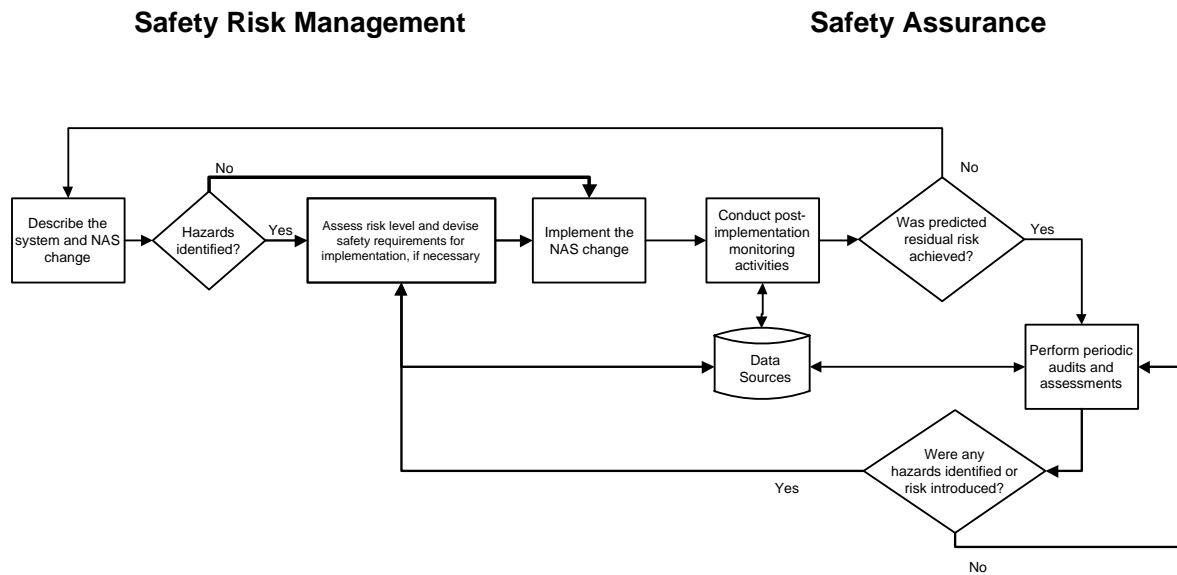 Safety Risk Management
Safety Assurance
No
No
Describe the
system and NAS
change
Hazards
identified?
Yes
Assess risk level and devise
safety requirements for
implementation, if necessary
Implement the
NAS change
Conduct post-
implementation
monitoring
activities
Was predicted
residual risk
achieved?
Yes
Data
Sources
Perform periodic
audits and
assessments
Were any
hazards identified or
risk introduced?
Yes
No